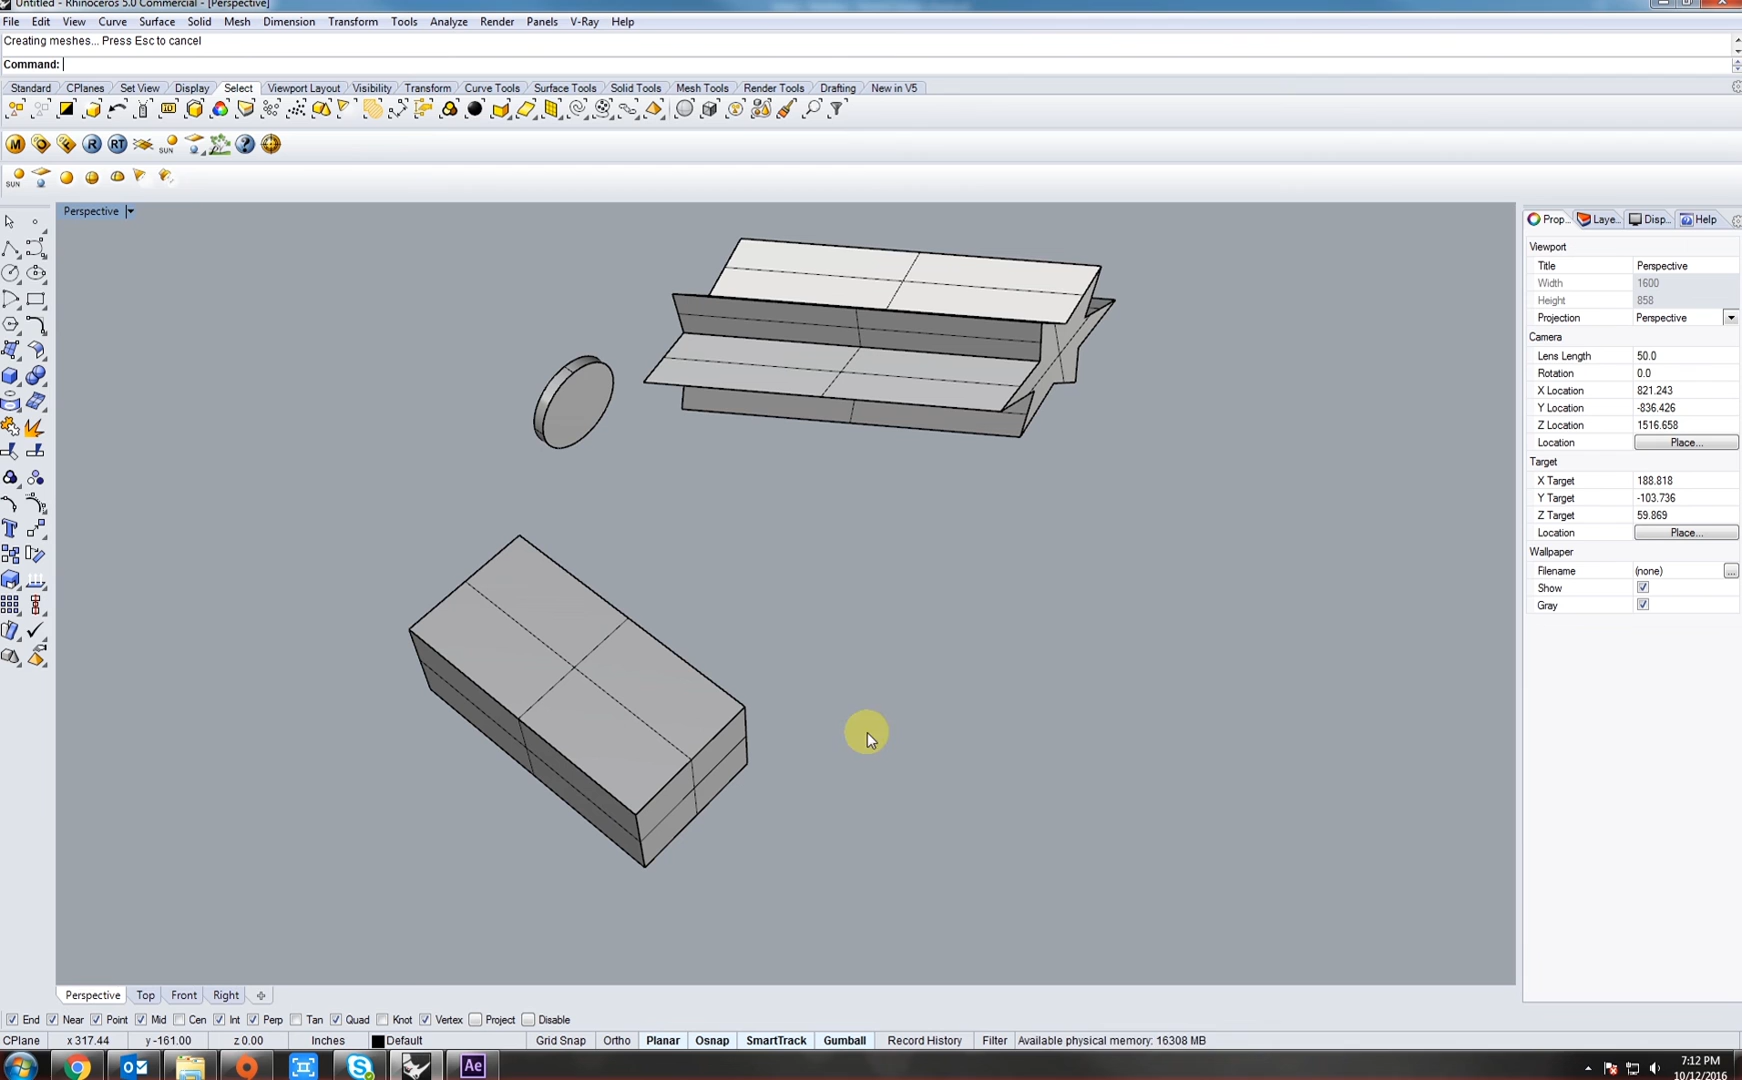 Untitled - Rhinoceros 5.0 Commercial - [Perspective]
File Edit View Curve Surface Solid Mesh Dimension Transform Tools Analyze Render Panels V-Ray Help
Creating meshes... Press Esc to cancel
Command:
Standard CPlanes Set View Display Select Viewport Layout Visibility Transform Curve Tools Surface Tools Solid Tools Mesh Tools Render Tools Drafting New in V5
M O F R RT SUN ?
SUN
Perspective
Prop... Laye... Disp... Help
Viewport
Title Perspective
Width 1600
Height 858
Projection Perspective
Camera
Lens Length 50.0
Rotation 0.0
X Location 821.243
Y Location -836.426
Z Location 1516.658
Location Place...
Target
X Target 188.818
Y Target -103.736
Z Target 59.869
Location Place...
Wallpaper
Filename (none) ...
Show
Gray
Perspective Top Front Right
End Near Point Mid Cen Int Perp Tan Quad Knot Vertex Project Disable
CPlane x 317.44 y -161.00 z 0.00 Inches Default Grid Snap Ortho Planar Osnap SmartTrack Gumball Record History Filter Available physical memory: 16308 MB
Ae
7:12 PM
10/12/2016